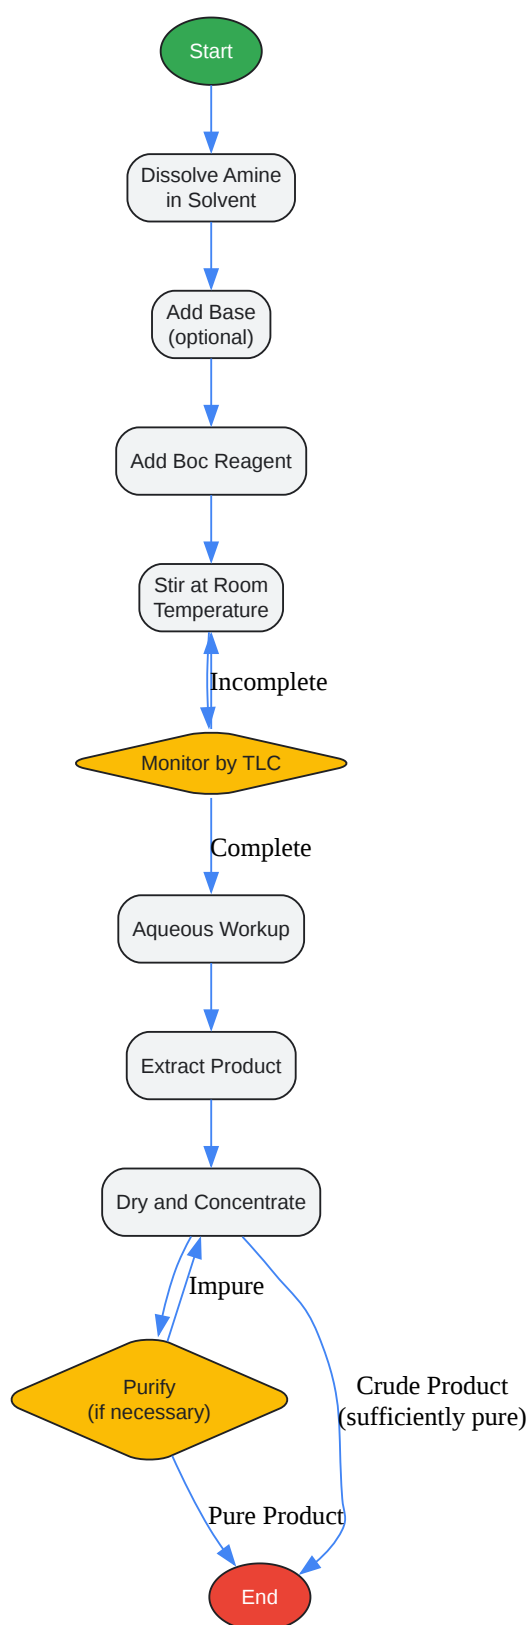 Start
Dissolve Amine
in Solvent
Add Base
(optional)
Add Boc Reagent
Stir at Room
Temperature
Incomplete
Monitor by TLC
Complete
Aqueous Workup
Extract Product
Dry and Concentrate
Impure
Purify
(if necessary)
Crude Product
(sufficiently pure)
Pure Product
End